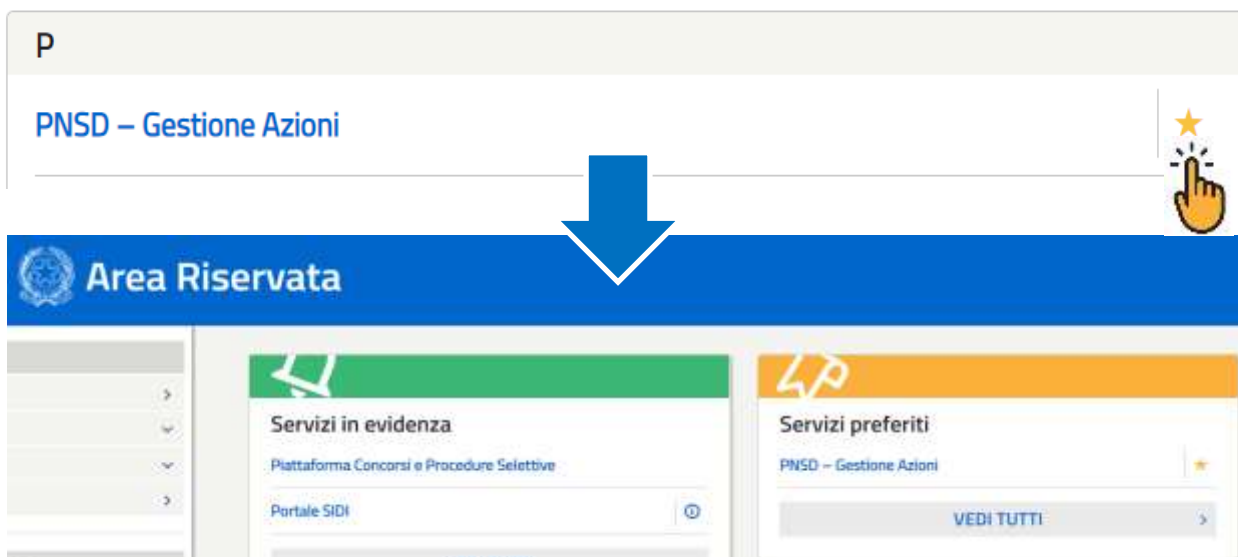 P
PNSD – Gestione Azioni
Area Riservata
Servizi in evidenza
Piattaforma Concorsi e Procedure Selettive
Portale SIDI
Servizi preferiti
PNSD – Gestione Azioni
VEDI TUTTI